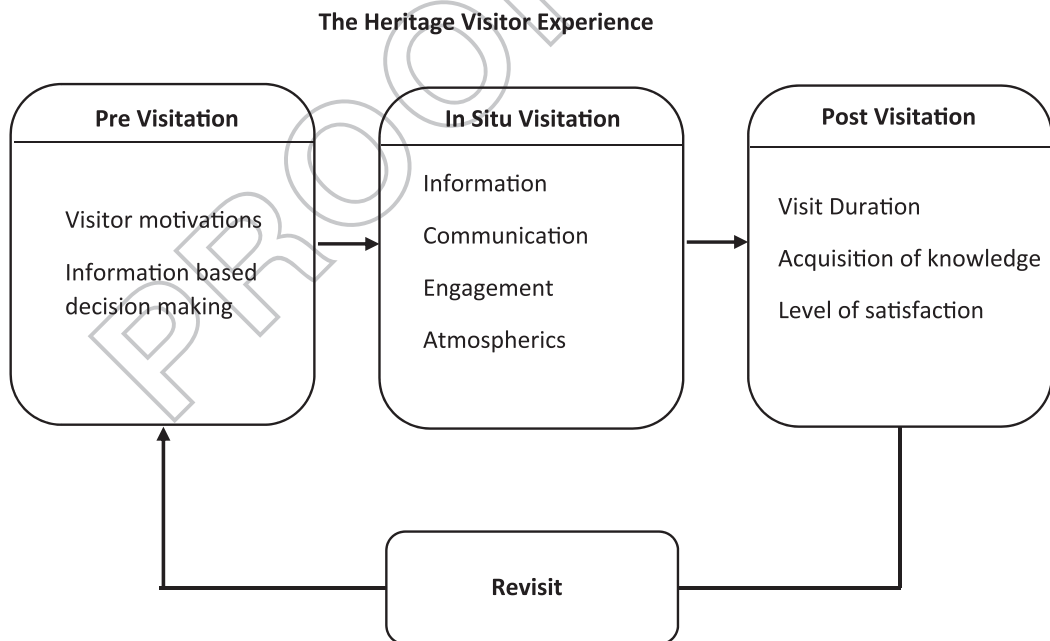 The Heritage Visitor Experience
Pre Visitation
Visitor motivations
Information based
decision making
In Situ Visitation
Information
Communication
Engagement
Atmospherics
Post Visitation
Visit Duration
Acquisition of knowledge
Level of satisfaction
Revisit